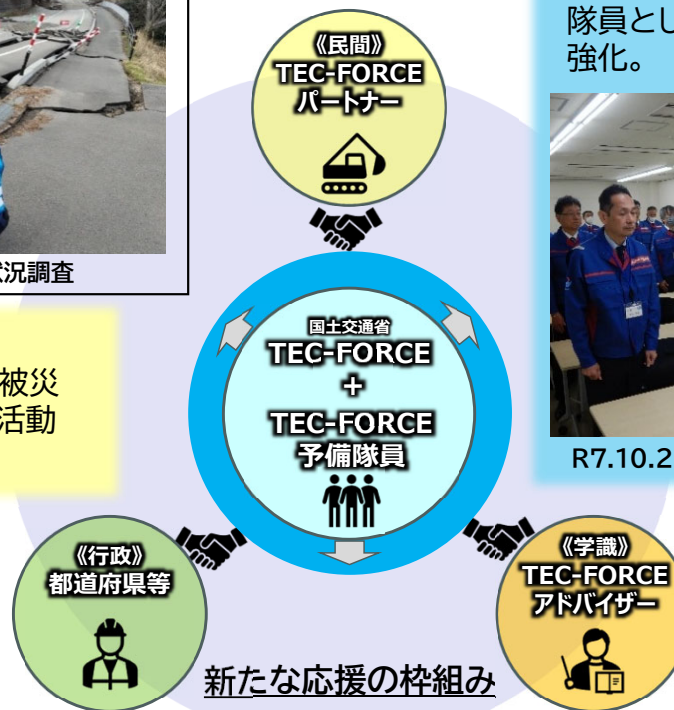 隊員とし
強化。
《民間》
TEC-FORCE
パートナー
状況調査
被災
活動
国土交通省
TEC-FORCE
+
TEC-FORCE
予備隊員
R7.10.2
《行政》
都道府県等
《学識》
TEC-FORCE
アドバイザー
新たな応援の枠組み